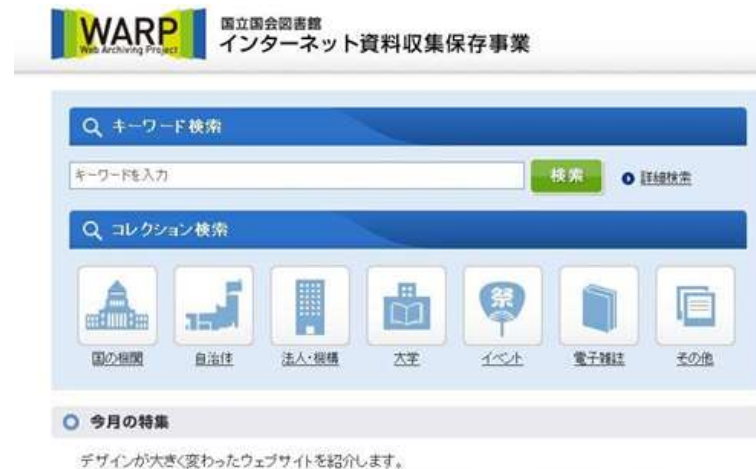 WARP
Web Archiving Project
国立国会図書館
インターネット資料収集保存事業
キーワード検索
キーワードを入力
検索
詳細検索
コレクション検索
祭
国の機関
自治体
法人・機構
大学
イベント
電子雑誌
その他
今月の特集
デザインが大きく変わったウェブサイトを紹介します。